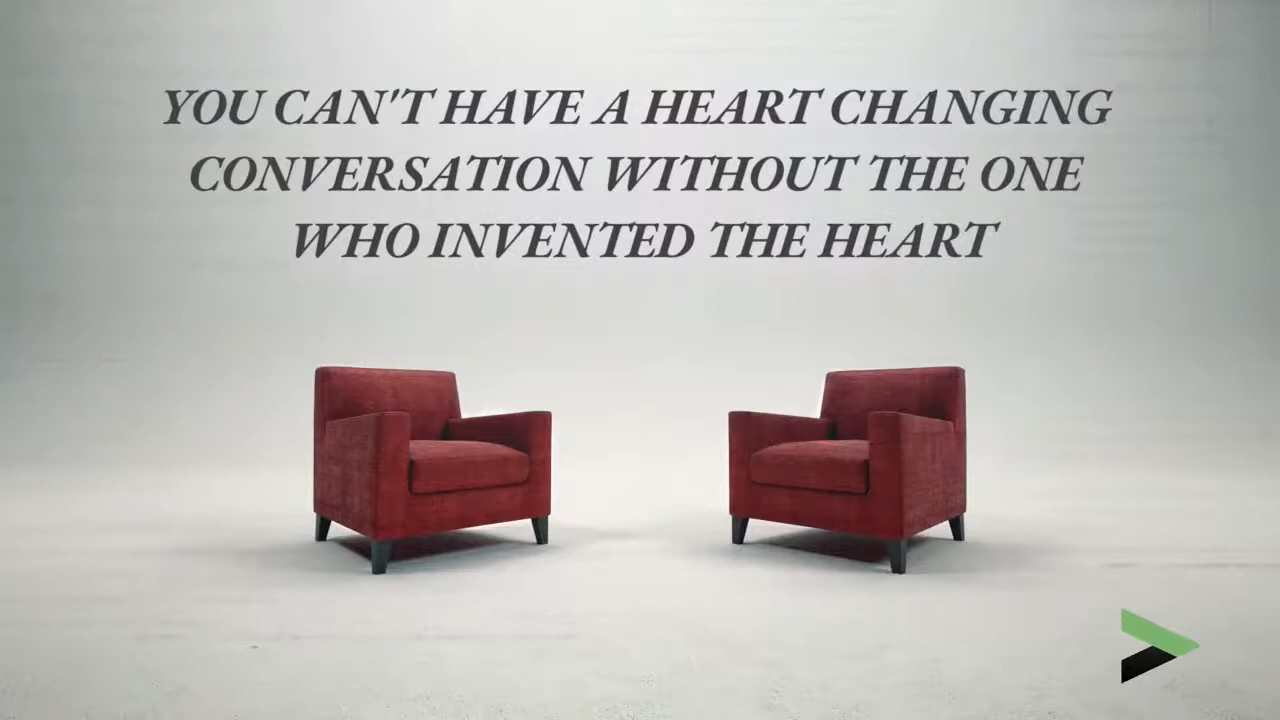 YOU CAN'T HAVE A HEART CHANGING
CONVERSATION WITHOUT THE ONE
WHO INVENTED THE HEART